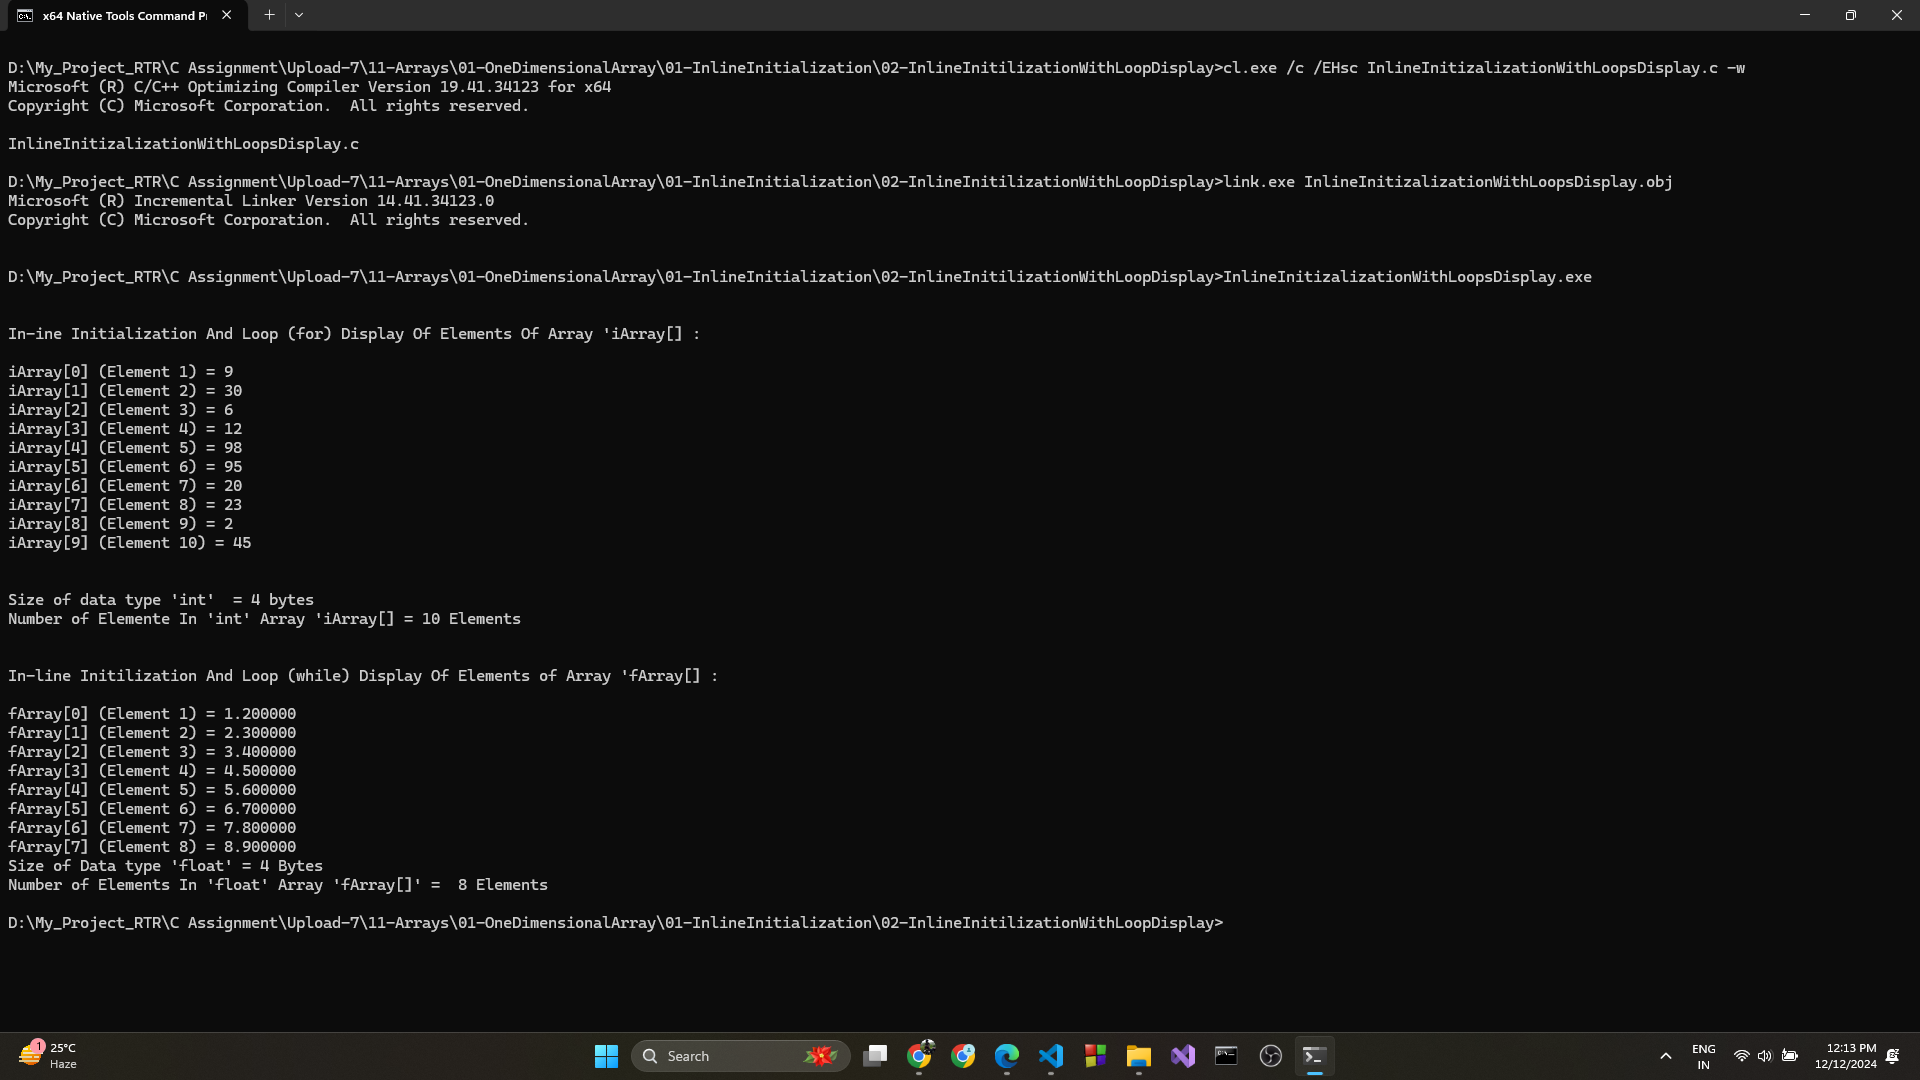 x64 Native Tools Command P
D:\My_Project_RTR\C Assignment\Upload-7\11-Arrays\01-OneDimensionalArray\01-InlineInitialization\02-InlineInitilizationWithLoopDisplay>cl.exe /c /EHsc InlineInitizalizationWithLoopsDisplay.c -w
Microsoft (R) C/C++ Optimizing Compiler Version 19.41.34123 for x64
Copyright (C) Microsoft Corporation.  All rights reserved.
InlineInitizalizationWithLoopsDisplay.c
D:\My_Project_RTR\C Assignment\Upload-7\11-Arrays\01-OneDimensionalArray\01-InlineInitialization\02-InlineInitilizationWithLoopDisplay>link.exe InlineInitizalizationWithLoopsDisplay.obj
Microsoft (R) Incremental Linker Version 14.41.34123.0
Copyright (C) Microsoft Corporation.  All rights reserved.
D:\My_Project_RTR\C Assignment\Upload-7\11-Arrays\01-OneDimensionalArray\01-InlineInitialization\02-InlineInitilizationWithLoopDisplay>InlineInitizalizationWithLoopsDisplay.exe
In-ine Initialization And Loop (for) Display Of Elements Of Array 'iArray[] :
iArray[0] (Element 1) = 9
iArray[1] (Element 2) = 30
iArray[2] (Element 3) = 6
iArray[3] (Element 4) = 12
iArray[4] (Element 5) = 98
iArray[5] (Element 6) = 95
iArray[6] (Element 7) = 20
iArray[7] (Element 8) = 23
iArray[8] (Element 9) = 2
iArray[9] (Element 10) = 45
Size of data type 'int'  = 4 bytes
Number of Elemente In 'int' Array 'iArray[] = 10 Elements
In-line Initilization And Loop (while) Display Of Elements of Array 'fArray[] :
fArray[0] (Element 1) = 1.200000
fArray[1] (Element 2) = 2.300000
fArray[2] (Element 3) = 3.400000
fArray[3] (Element 4) = 4.500000
fArray[4] (Element 5) = 5.600000
fArray[5] (Element 6) = 6.700000
fArray[6] (Element 7) = 7.800000
fArray[7] (Element 8) = 8.900000
Size of Data type 'float' = 4 Bytes
Number of Elements In 'float' Array 'fArray[]' =  8 Elements
D:\My_Project_RTR\C Assignment\Upload-7\11-Arrays\01-OneDimensionalArray\01-InlineInitialization\02-InlineInitilizationWithLoopDisplay>
1
25°C
Haze
Search
ENG
IN
12:13 PM
12/12/2024